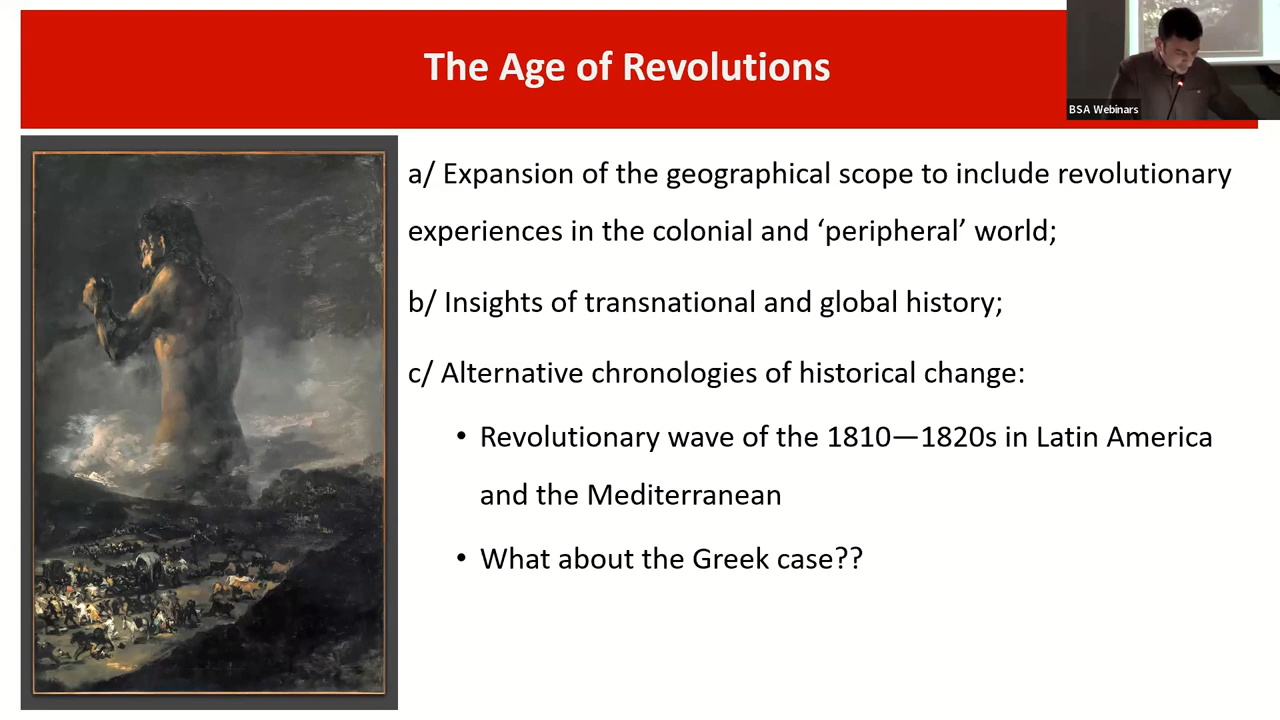 The Age of Revolutions
BSA Webinars
a/ Expansion of the geographical scope to include revolutionary
experiences in the colonial and ‘peripheral’ world;
b/ Insights of transnational and global history;
c/ Alternative chronologies of historical change:
• Revolutionary wave of the 1810—1820s in Latin America
and the Mediterranean
• What about the Greek case??